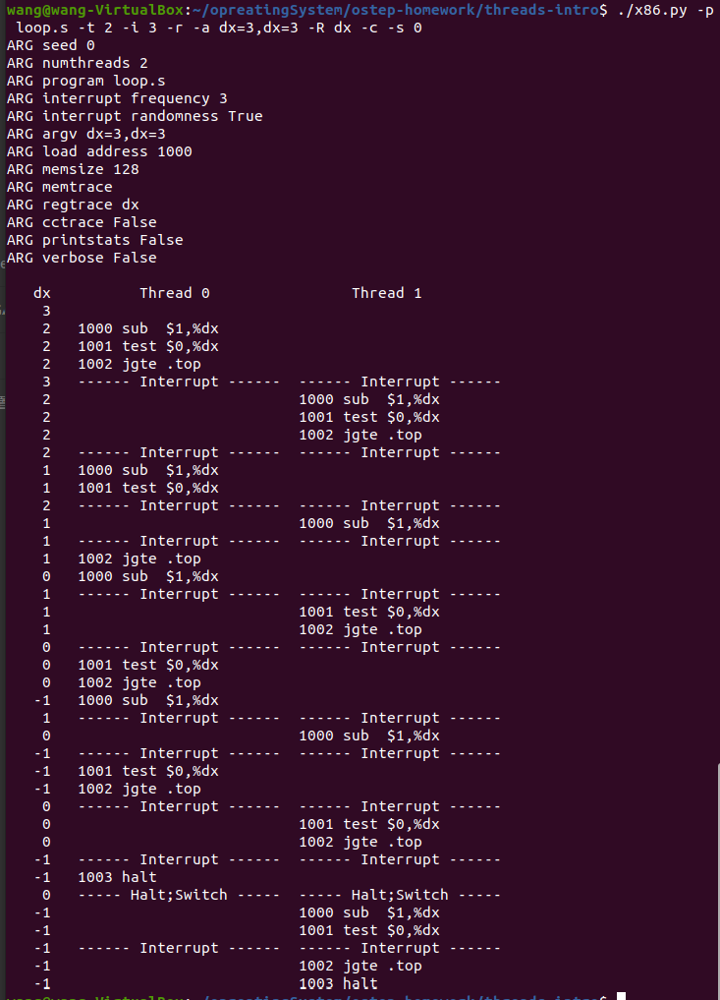 wang@wang-VirtualBox:~/opreatingSystem/ostep-homework/threads-intro$ ./x86.py -p
 loop.s -t 2 -i 3 -r -a dx=3,dx=3 -R dx -c -s 0
ARG seed 0
ARG numthreads 2
ARG program loop.s
ARG interrupt frequency 3
ARG interrupt randomness True
ARG argv dx=3,dx=3
ARG load address 1000
ARG memsize 128
ARG memtrace
ARG regtrace dx
ARG cctrace False
ARG printstats False
ARG verbose False

   dx          Thread 0                Thread 1
    3
    2   1000 sub  $1,%dx
    2   1001 test $0,%dx
    2   1002 jgte .top
    3   ------ Interrupt ------  ------ Interrupt ------
    2                            1000 sub  $1,%dx
    2                            1001 test $0,%dx
    2                            1002 jgte .top
    2   ------ Interrupt ------  ------ Interrupt ------
    1   1000 sub  $1,%dx
    1   1001 test $0,%dx
    2   ------ Interrupt ------  ------ Interrupt ------
    1                            1000 sub  $1,%dx
    1   ------ Interrupt ------  ------ Interrupt ------
    1   1002 jgte .top
    0   1000 sub  $1,%dx
    1   ------ Interrupt ------  ------ Interrupt ------
    1                            1001 test $0,%dx
    1                            1002 jgte .top
    0   ------ Interrupt ------  ------ Interrupt ------
    0   1001 test $0,%dx
    0   1002 jgte .top
   -1   1000 sub  $1,%dx
    1   ------ Interrupt ------  ------ Interrupt ------
    0                            1000 sub  $1,%dx
   -1   ------ Interrupt ------  ------ Interrupt ------
   -1   1001 test $0,%dx
   -1   1002 jgte .top
    0   ------ Interrupt ------  ------ Interrupt ------
    0                            1001 test $0,%dx
    0                            1002 jgte .top
   -1   ------ Interrupt ------  ------ Interrupt ------
   -1   1003 halt
    0   ----- Halt;Switch -----  ----- Halt;Switch -----
   -1                            1000 sub  $1,%dx
   -1                            1001 test $0,%dx
   -1   ------ Interrupt ------  ------ Interrupt ------
   -1                            1002 jgte .top
   -1                            1003 halt
wang@wang-VirtualBox:~/opreatingSystem/ostep-homework/threads-intro$